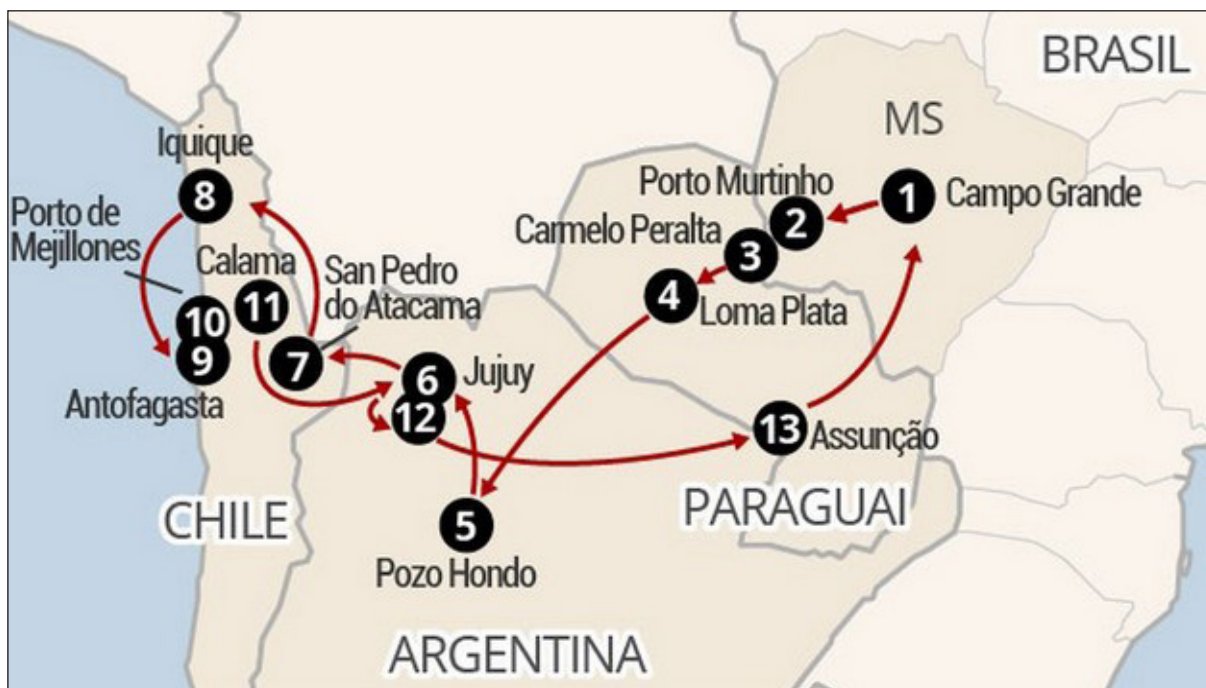 BRASIL
MS
Iquique
8
Porto Murtinho
2
1
Campo Grande
Porto de
Mejillones
Carmelo Peralta
3
Calama
11
San Pedro
do Atacama
4
Loma Plata
10
9
7
6
Jujuy
Antofagasta
12
13
Assunção
CHILE
5
PARAGUAI
Pozo Hondo
ARGENTINA